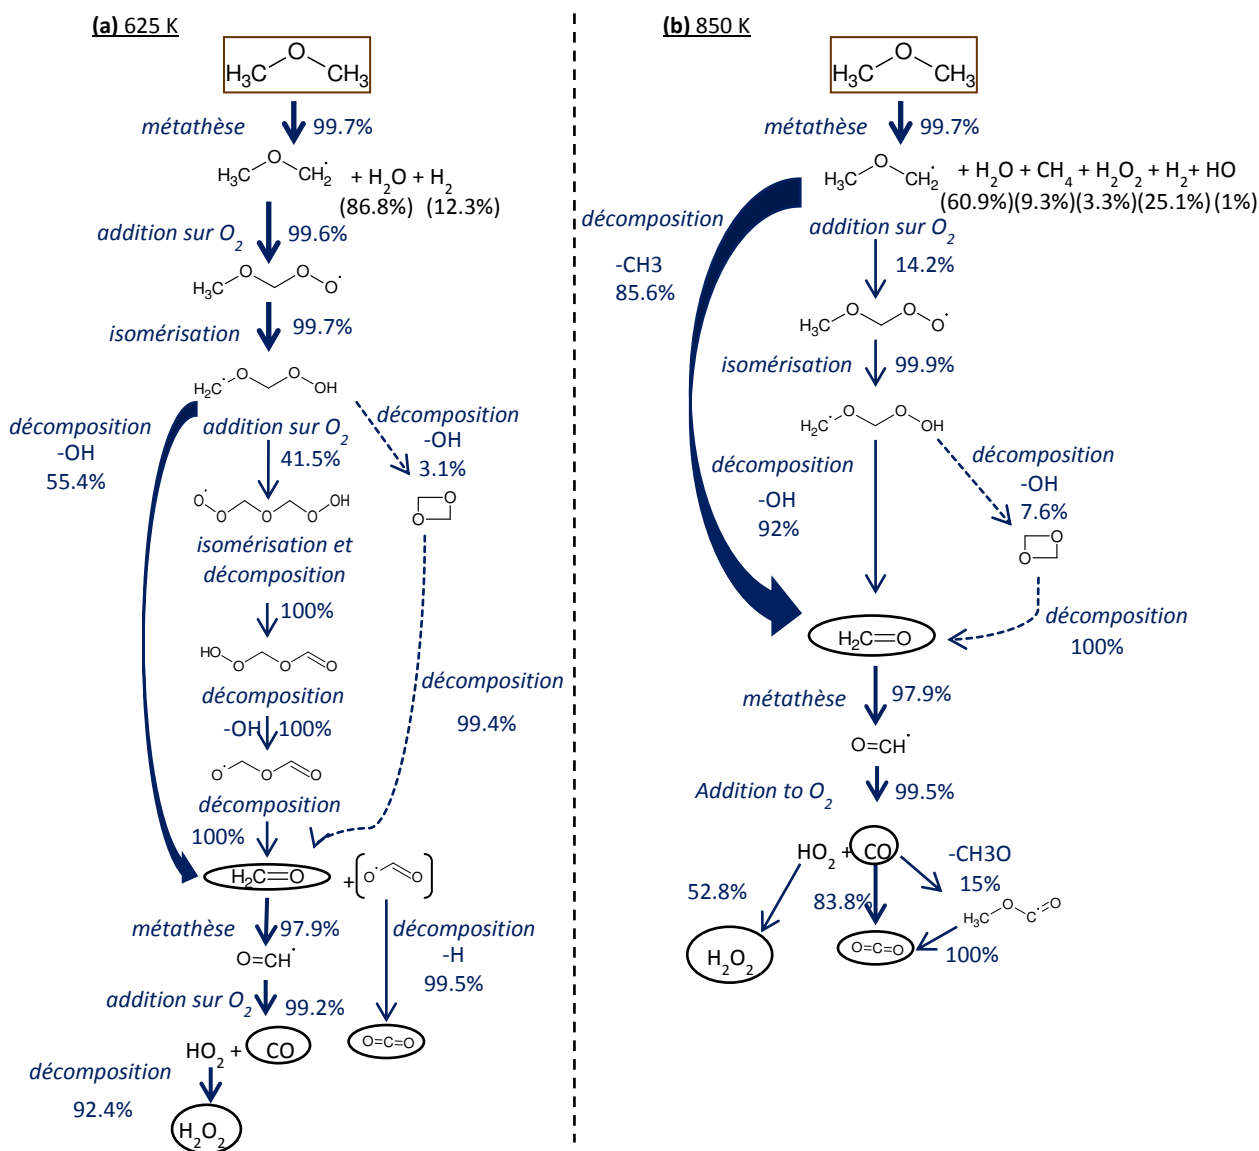 (a) 625 K
O
H3C CH3
métathèse 99.7%
O
H3C CH2• + H2O + H2
(86.8%) (12.3%)
addition sur O2 99.6%
O O
H3C O•
isomérisation 99.7%
H2C• O O OH
décomposition
-OH
55.4%
addition sur O2
41.5%
décomposition
-OH
3.1%
O• O O O OH
O
O
isomérisation et
décomposition
100%
HO O O O
décomposition
-OH 100%
décomposition
99.4%
O• O O
décomposition
100%
H2C=O + [O• O]
métathèse 97.9%
décomposition
-H
99.5%
O=CH•
addition sur O2 99.2%
HO2 + CO
O=C=O
décomposition
92.4%
H2O2
(b) 850 K
O
H3C CH3
métathèse 99.7%
O
H3C CH2• + H2O + CH4 + H2O2 + H2+ HO
(60.9%)(9.3%)(3.3%)(25.1%)(1%)
décomposition
-CH3
85.6%
addition sur O2
14.2%
O O
H3C O•
isomérisation 99.9%
H2C• O O OH
décomposition
-OH
92%
décomposition
-OH
7.6%
O
O
décomposition
100%
H2C=O
métathèse 97.9%
O=CH•
Addition to O2 99.5%
HO2 + CO
-CH3O
15%
52.8%
83.8%
O
H3C C• O
100%
H2O2
O=C=O